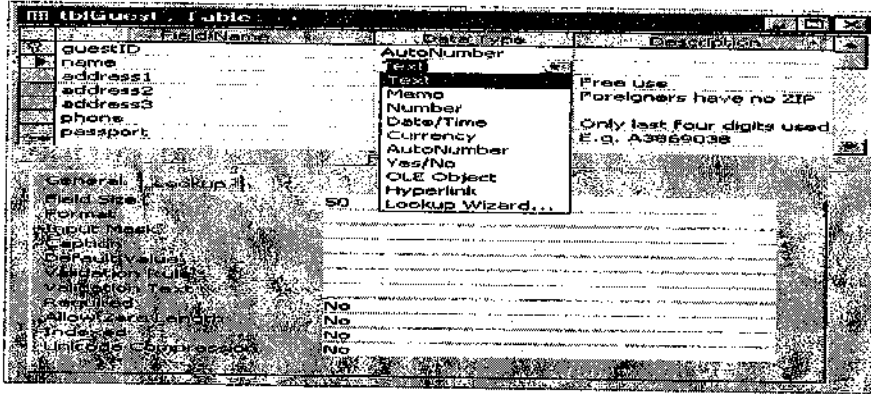 tblGuest : Table
Field Name Data Type Description
guestID AutoNumber
name Text
address1 Free use
address2 Foreigners have no ZIP
address3
phone Only last four digits used
passport E.g. A3869038
Text
Memo
Number
Date/Time
Currency
AutoNumber
Yes/No
OLE Object
Hyperlink
Lookup Wizard...
General Lookup
Field Size 50
Format
Input Mask
Caption
Default Value
Validation Rule
Validation Text
Required No
Allow Zero Length No
Indexed No
Unicode Compression No